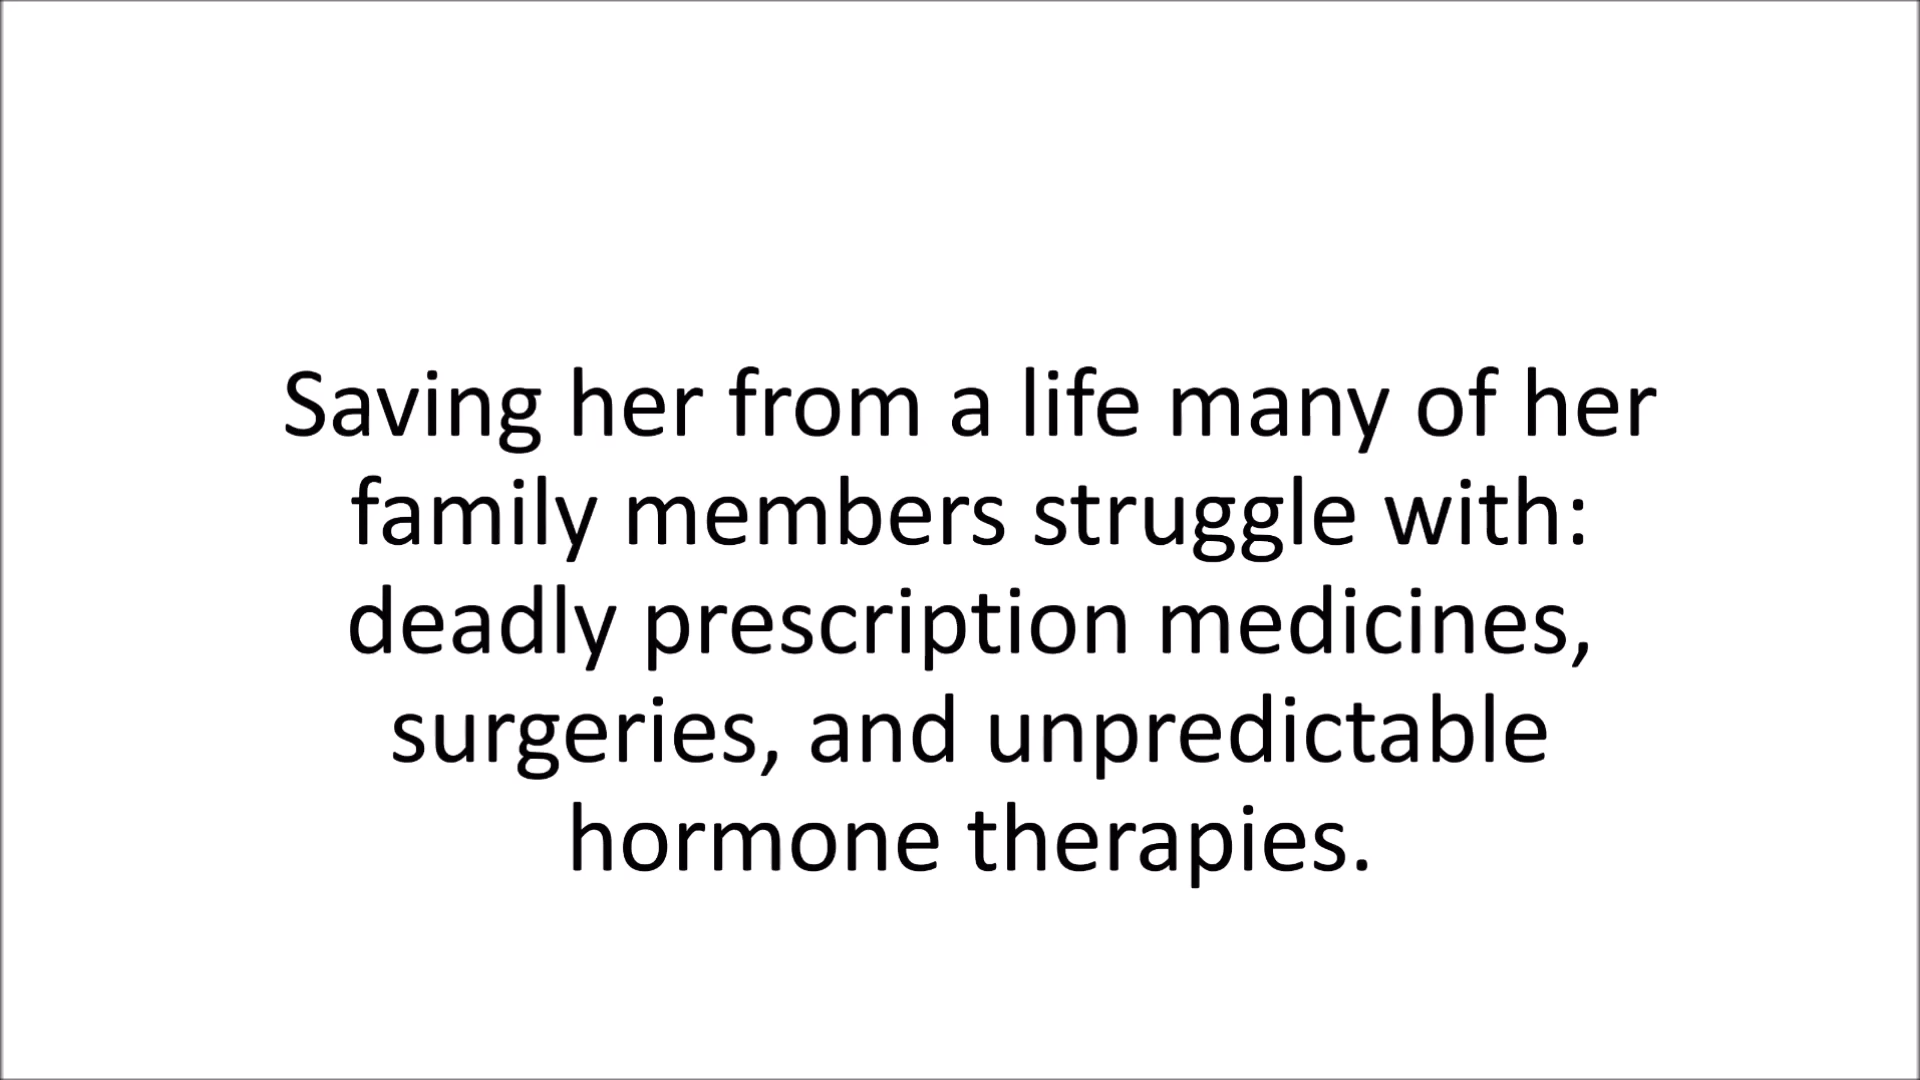 Saving her from a life many of her
family members struggle with:
deadly prescription medicines,
surgeries, and unpredictable
hormone therapies.